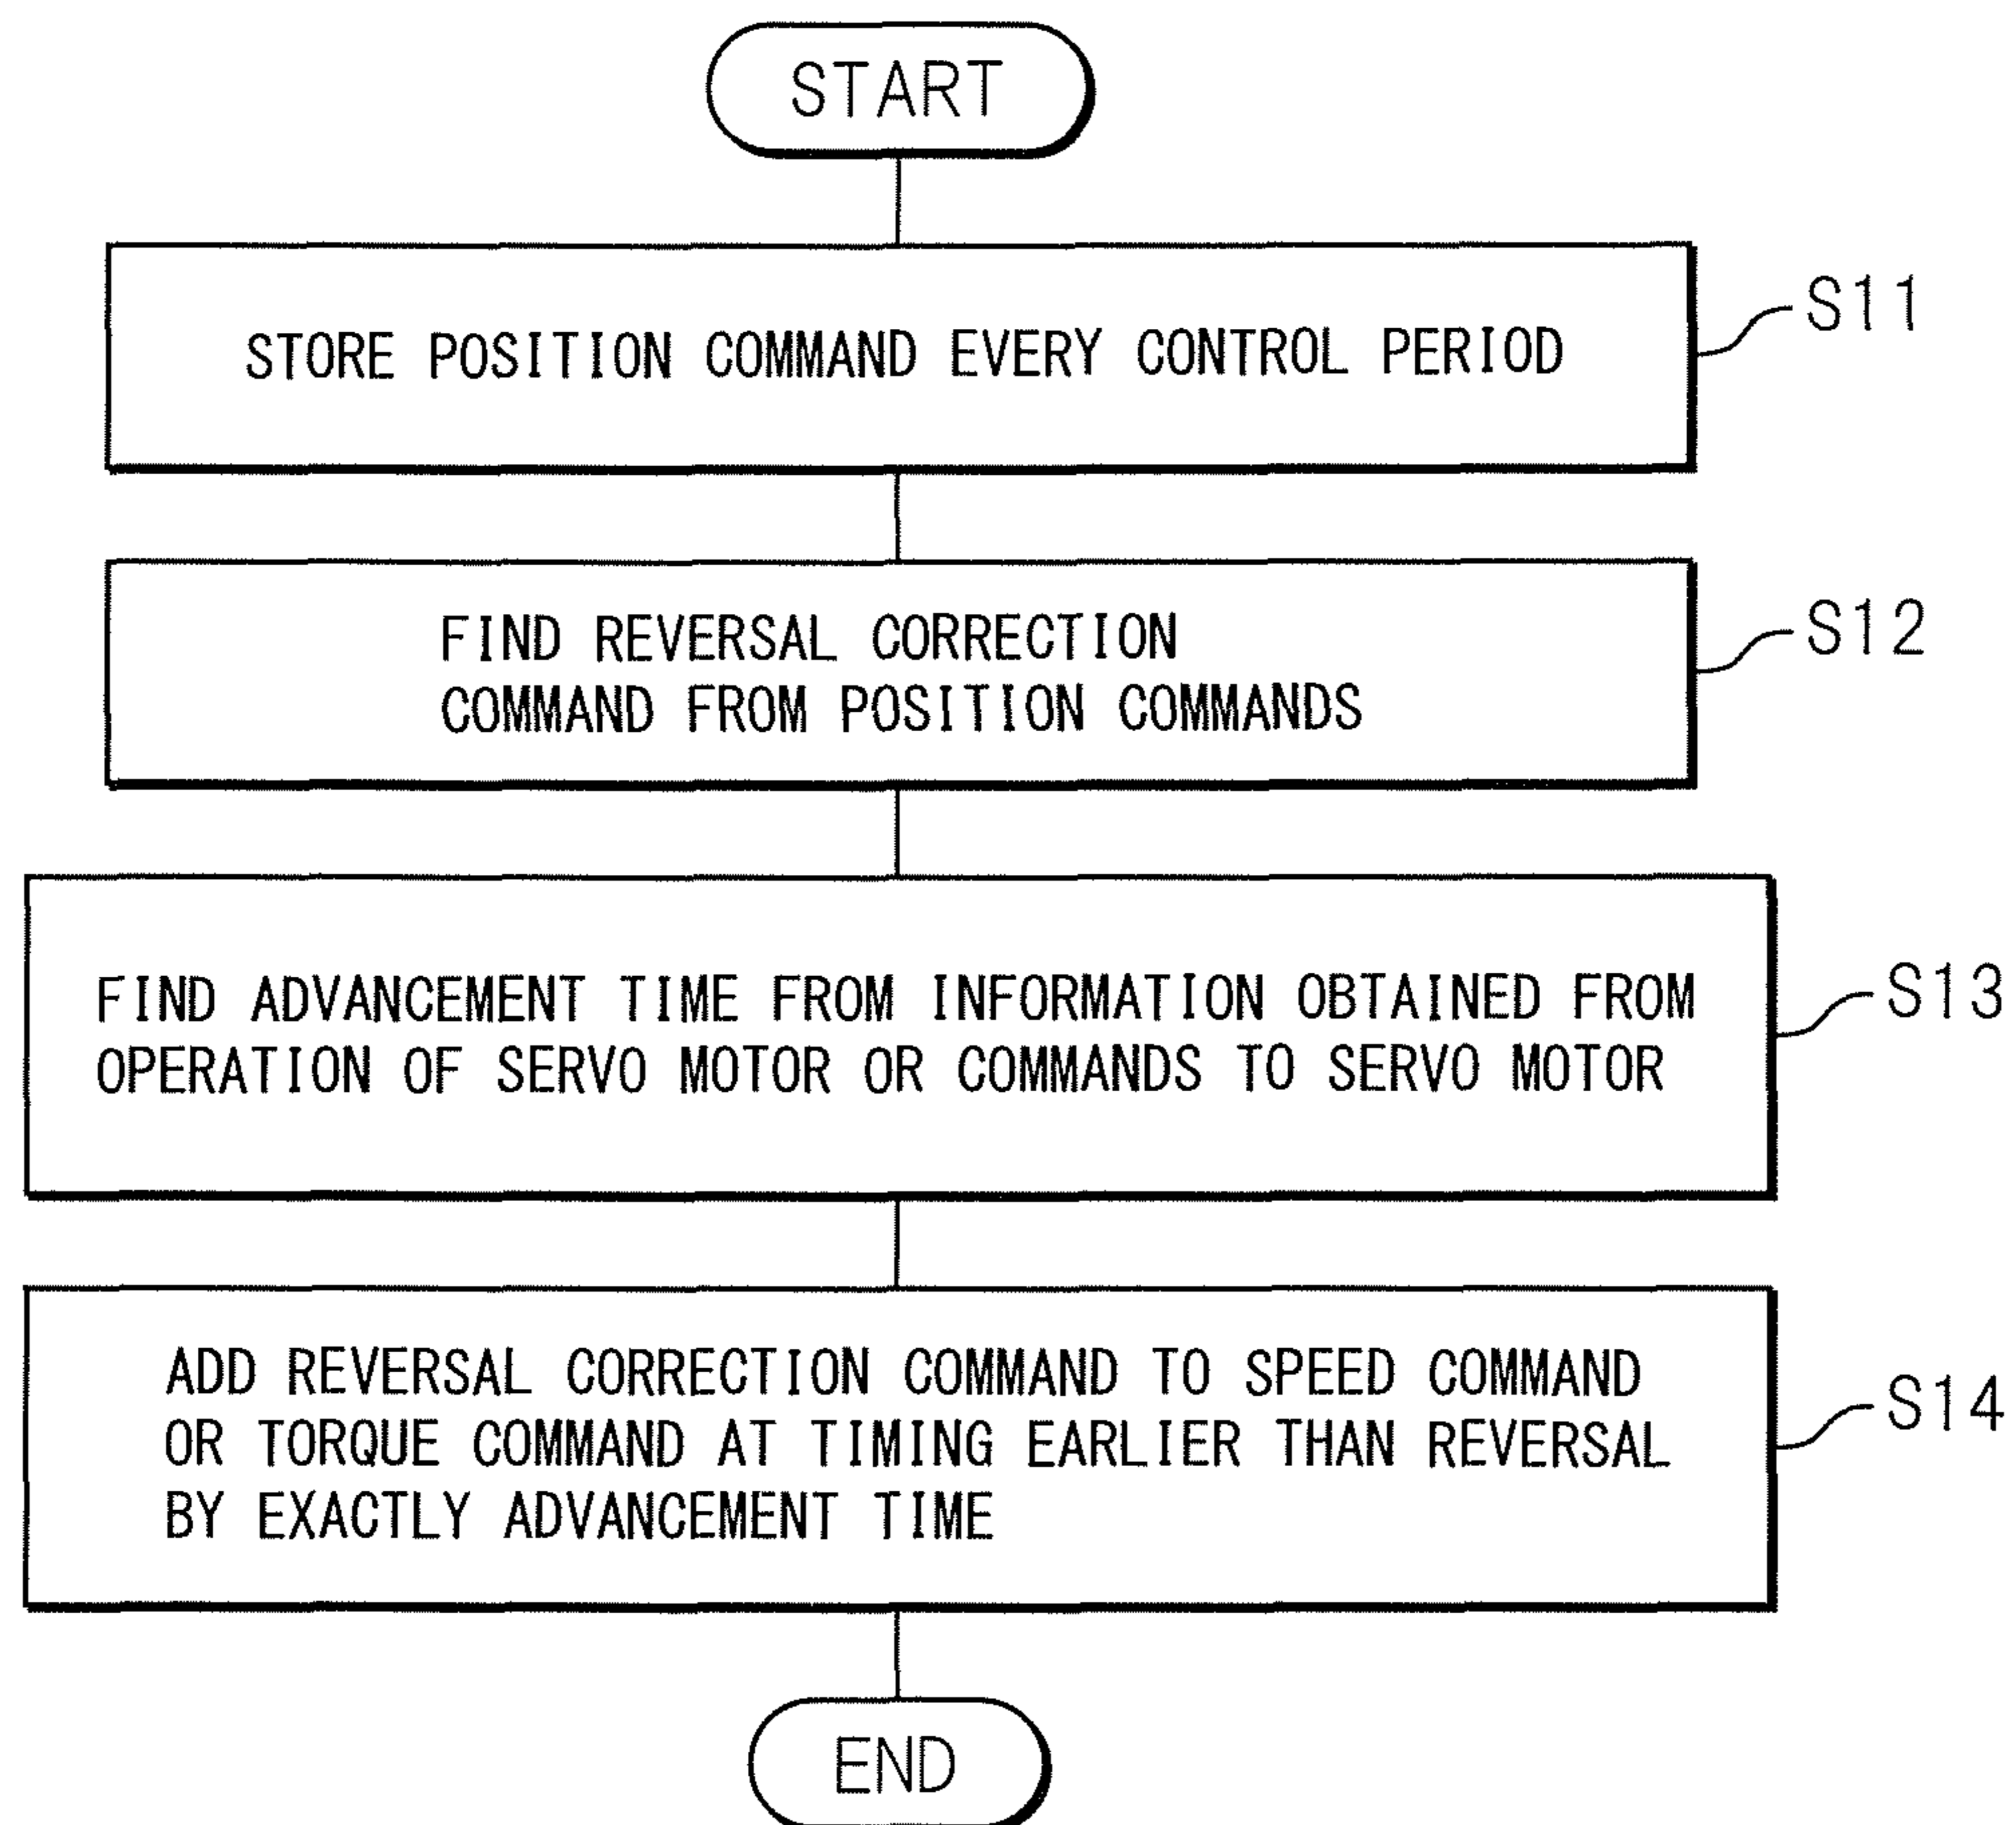 START
STORE POSITION COMMAND EVERY CONTROL PERIOD
S11
FIND REVERSAL CORRECTION
COMMAND FROM POSITION COMMANDS
S12
FIND ADVANCEMENT TIME FROM INFORMATION OBTAINED FROM
OPERATION OF SERVO MOTOR OR COMMANDS TO SERVO MOTOR
S13
ADD REVERSAL CORRECTION COMMAND TO SPEED COMMAND
OR TORQUE COMMAND AT TIMING EARLIER THAN REVERSAL
BY EXACTLY ADVANCEMENT TIME
S14
END